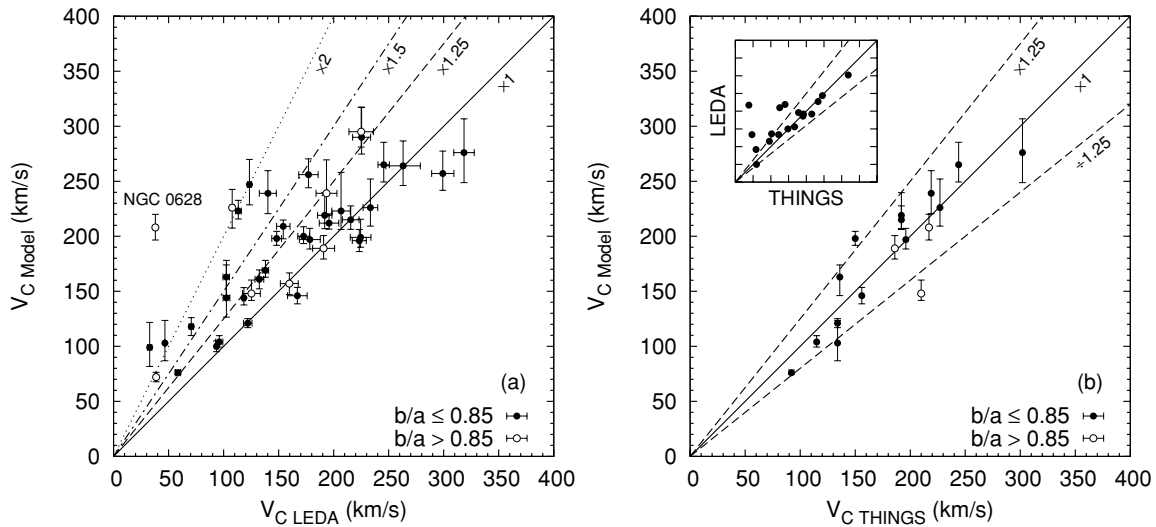 400
350
300
250
200
150
100
50
0
V_C Model (km/s)
×2
×1.5
×1.25
×1
NGC 0628
(a)
b/a ≤ 0.85
b/a > 0.85
0 50 100 150 200 250 300 350 400
V_C LEDA (km/s)
400
350
300
250
200
150
100
50
0
V_C Model (km/s)
LEDA
THINGS
×1.25
×1
÷1.25
(b)
b/a ≤ 0.85
b/a > 0.85
0 50 100 150 200 250 300 350 400
V_C THINGS (km/s)